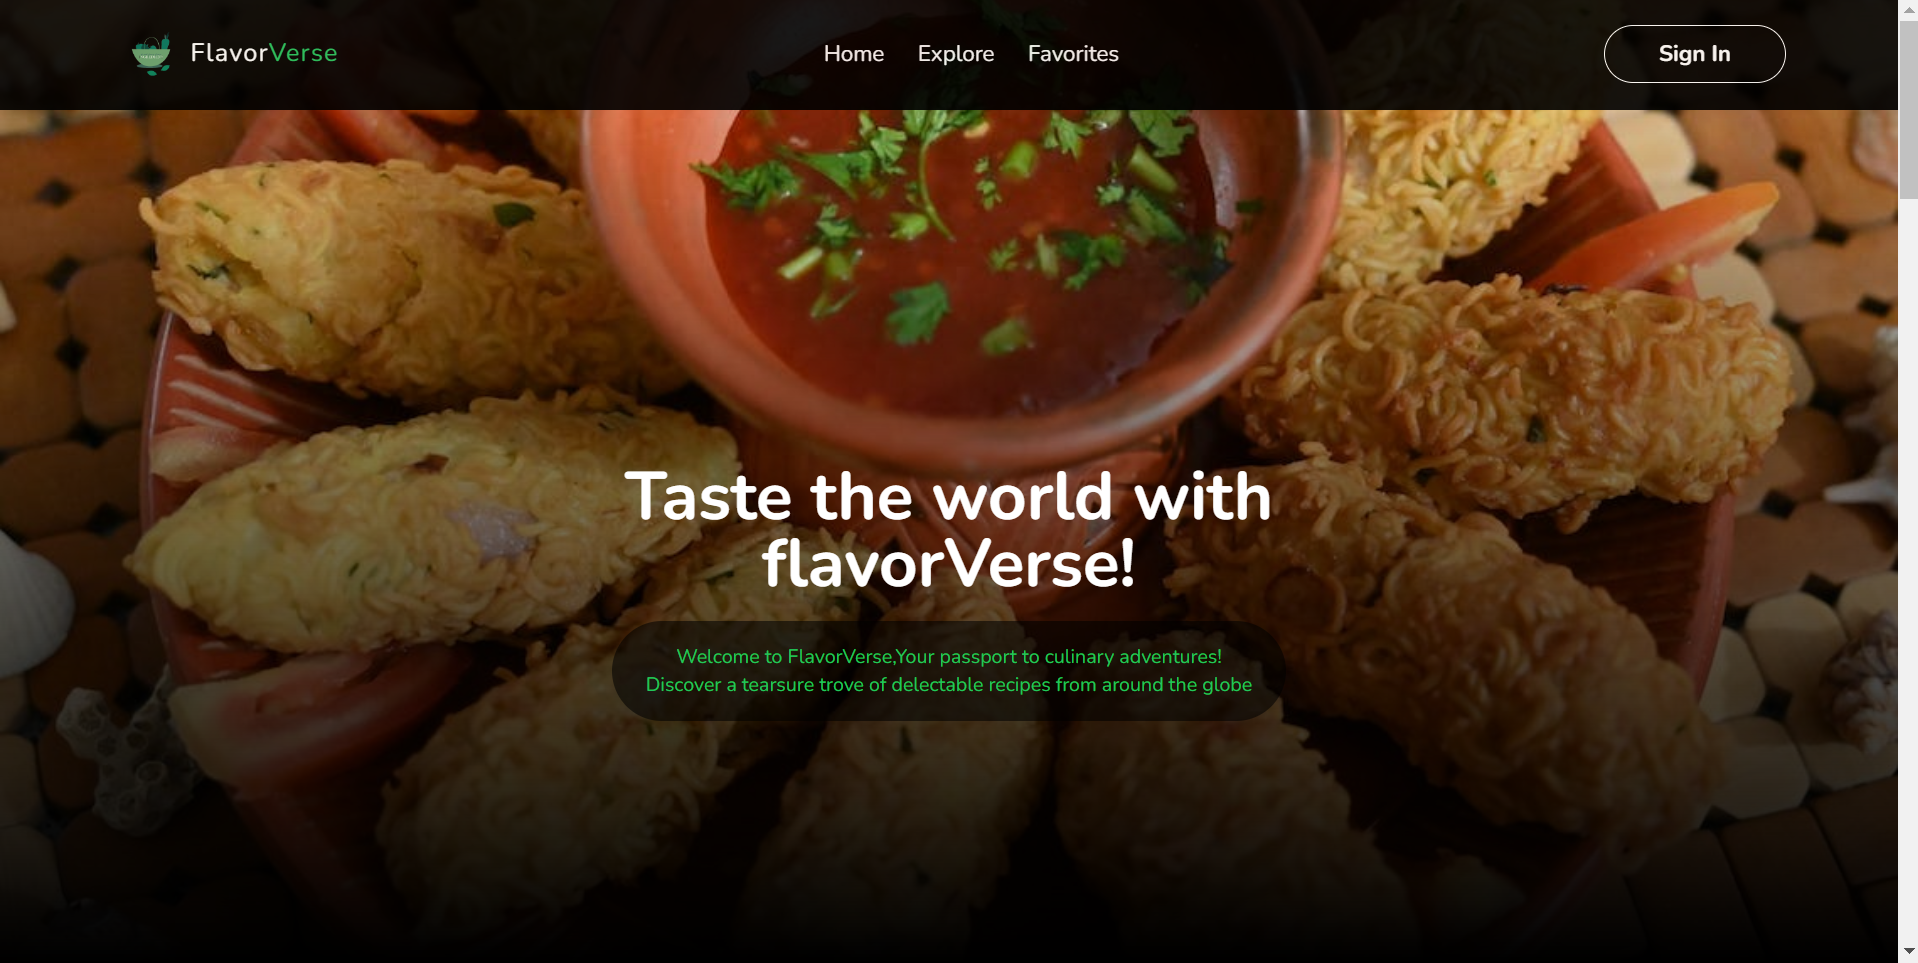 FlavorVerse
Home Explore Favorites
Sign In
Taste the world with
flavorVerse!
Welcome to FlavorVerse,Your passport to culinary adventures!
Discover a tearsure trove of delectable recipes from around the globe